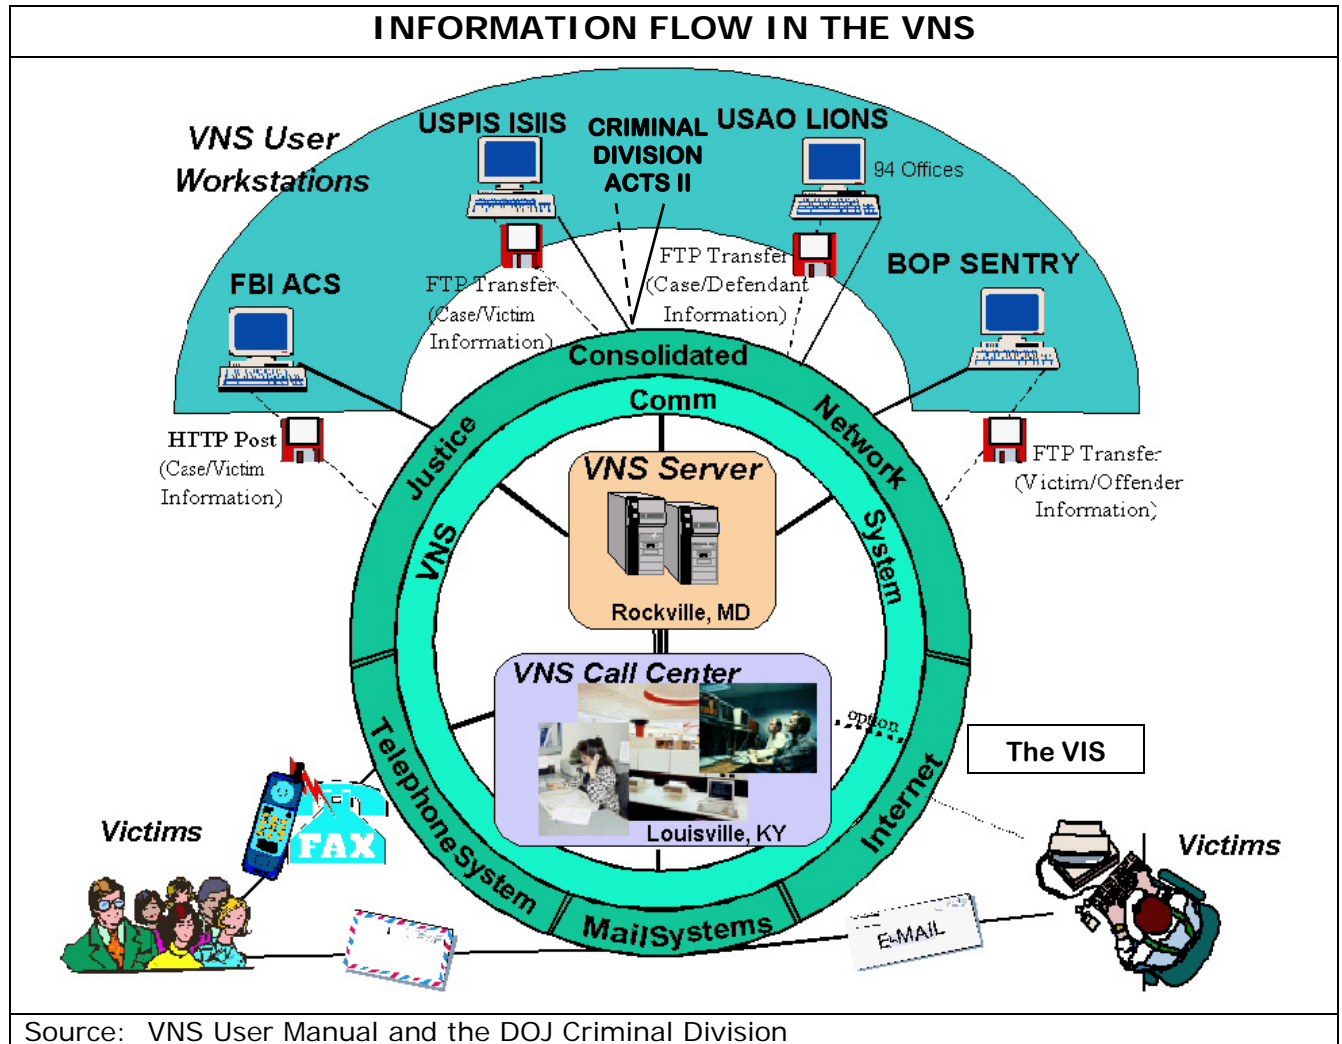 INFORMATION FLOW IN THE VNS
VNS User
Workstations
USPIS ISIIS
CRIMINAL
DIVISION
ACTS II
USAO LIONS
94 Offices
FBI ACS
BOP SENTRY
FTP Transfer
(Case/Victim
Information)
FTP Transfer
(Case/Defendant
Information)
HTTP Post
(Case/Victim
Information)
FTP Transfer
(Victim/Offender
Information)
Justice Consolidated Network
VNS Comm System
VNS Server
Rockville, MD
VNS Call Center
Louisville, KY
option
The VIS
Telephone System
Mail Systems
Internet
Victims
FAX
E-MAIL
Victims
Source: VNS User Manual and the DOJ Criminal Division